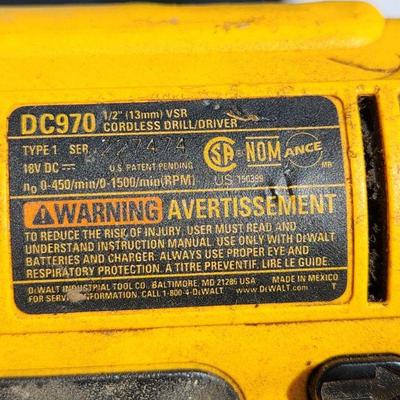 DC970 1/2" (13mm) VSR
CORDLESS DRILL/DRIVER
TYPE 1 SER. 227474
18V DC ⎓ U.S. PATENT PENDING
n0 0-450/min/0-1500/min(RPM)
SA NOM ANCE
MR
US 150399
WARNING AVERTISSEMENT
TO REDUCE THE RISK OF INJURY, USER MUST READ AND
UNDERSTAND INSTRUCTION MANUAL. USE ONLY WITH DEWALT
BATTERIES AND CHARGER. ALWAYS USE PROPER EYE AND
RESPIRATORY PROTECTION. A TITRE PREVENTIF. LIRE LE GUIDE.
DEWALT INDUSTRIAL TOOL CO., BALTIMORE, MD 21286 USA MADE IN MEXICO
FOR SERVICE INFORMATION, CALL 1-800-4-DEWALT www.DEWALT.com T